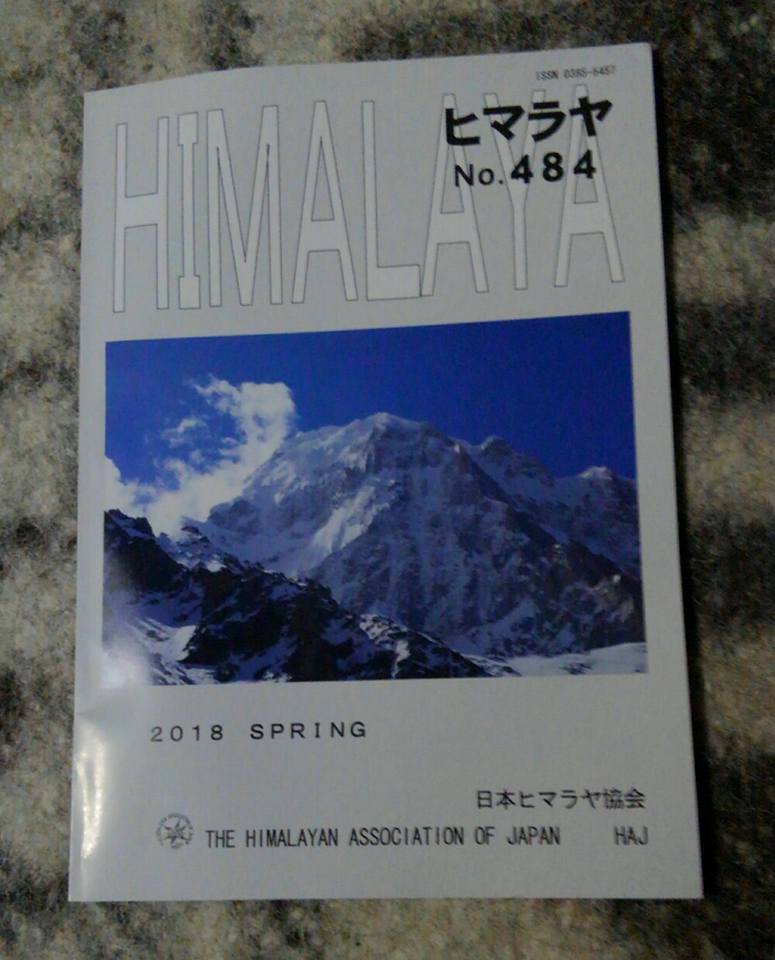 ISSN 0385-6457
HIMALAYA
ヒマラヤ
No.484
2018 SPRING
日本ヒマラヤ協会
THE HIMALAYAN ASSOCIATION OF JAPAN HAJ